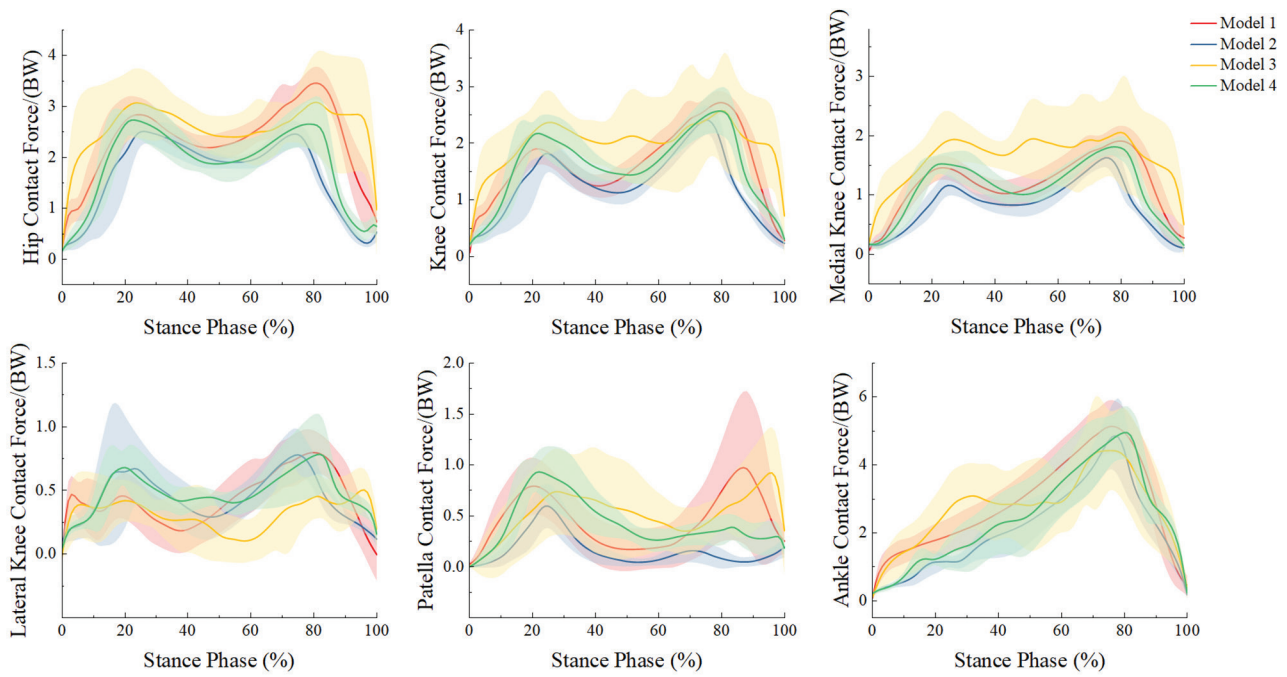 Model 1
Model 2
Model 3
Model 4
Hip Contact Force/(BW)
4
3
2
1
0
0 20 40 60 80 100
Stance Phase (%)
Knee Contact Force/(BW)
4
3
2
1
0
0 20 40 60 80 100
Stance Phase (%)
Medial Knee Contact Force/(BW)
3
2
1
0
0 20 40 60 80 100
Stance Phase (%)
Lateral Knee Contact Force/(BW)
1.5
1.0
0.5
0.0
0 20 40 60 80 100
Stance Phase (%)
Patella Contact Force/(BW)
2.0
1.5
1.0
0.5
0.0
0 20 40 60 80 100
Stance Phase (%)
Ankle Contact Force/(BW)
6
4
2
0
0 20 40 60 80 100
Stance Phase (%)